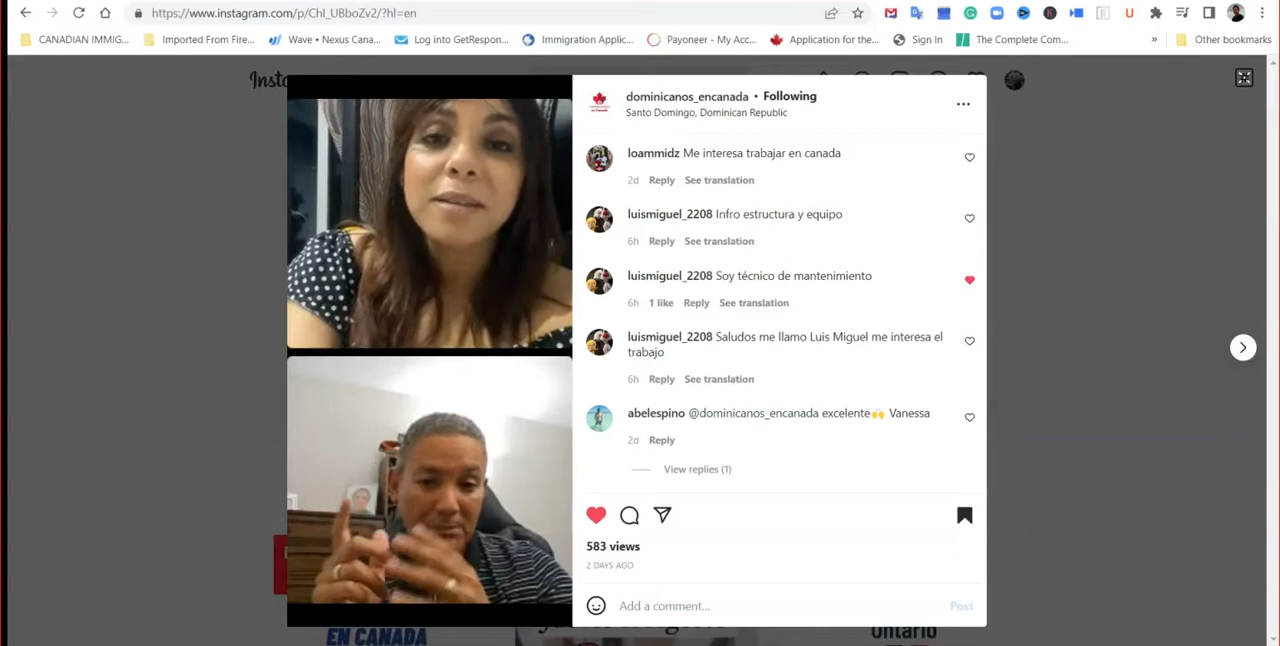 https://www.instagram.com/p/ChI_UBboZv2/?hl=en
CANADIAN IMMIG...
Imported From Fire...
Wave • Nexus Cana...
Log into GetRespon...
Immigration Applic...
Payoneer - My Acc...
Application for the...
Sign In
The Complete Com...
»
Other bookmarks
dominicanos_encanada • Following
Santo Domingo, Dominican Republic
loammidz Me interesa trabajar en canada
2d Reply See translation
luismiguel_2208 Infro estructura y equipo
6h Reply See translation
luismiguel_2208 Soy técnico de mantenimiento
6h 1 like Reply See translation
luismiguel_2208 Saludos me llamo Luis Miguel me interesa el
trabajo
6h Reply See translation
abelespino @dominicanos_encanada excelente🙌 Vanessa
2d Reply
View replies (1)
583 views
2 DAYS AGO
Add a comment...
Post
EN CANADA
Ontario